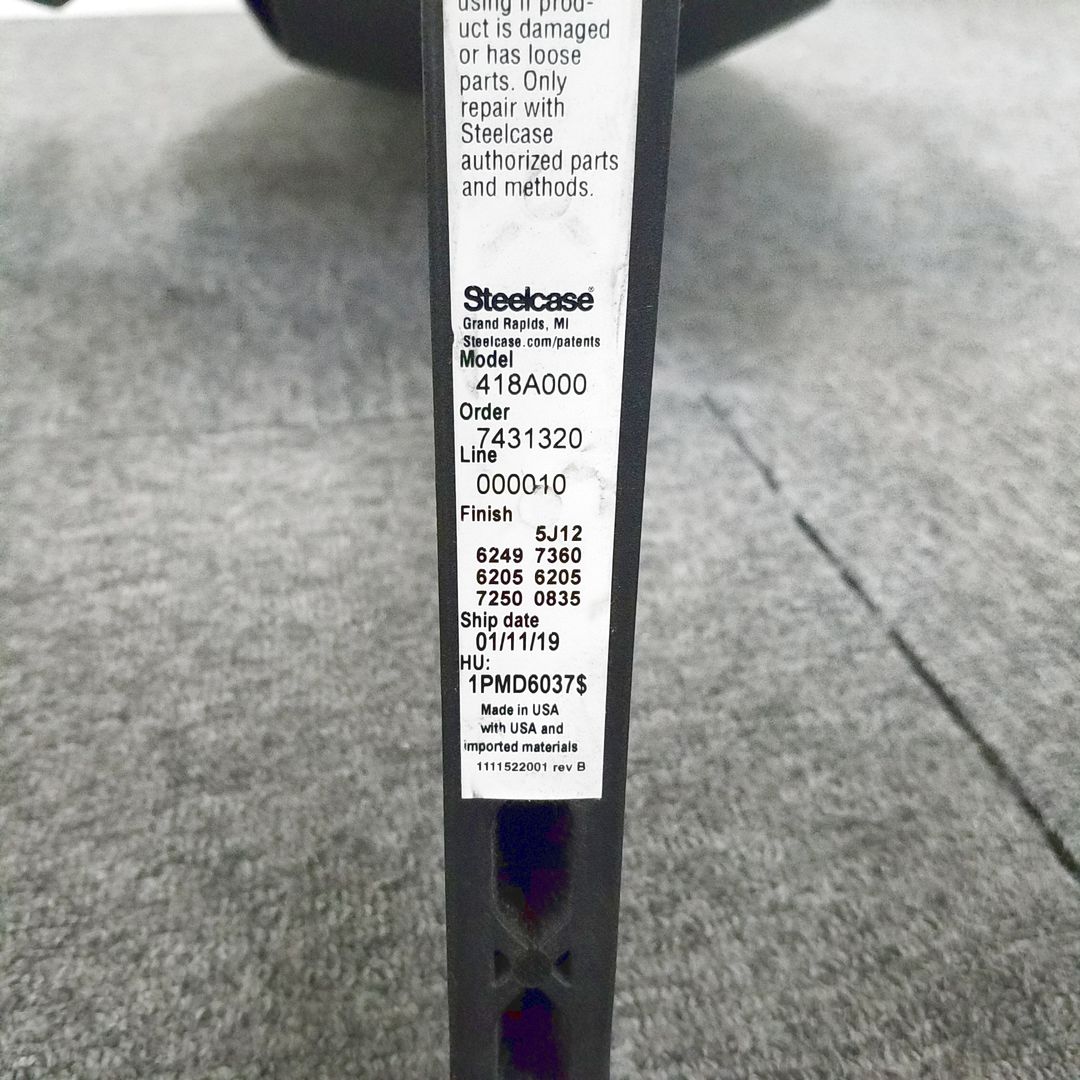 using if prod-
uct is damaged
or has loose
parts. Only
repair with
Steelcase
authorized parts
and methods.
Steelcase®
Grand Rapids, MI
Steelcase.com/patents
Model
418A000
Order
7431320
Line
000010
Finish
5J12
6249 7360
6205 6205
7250 0835
Ship date
01/11/19
HU:
1PMD6037$
Made in USA
with USA and
imported materials
1111522001 rev B